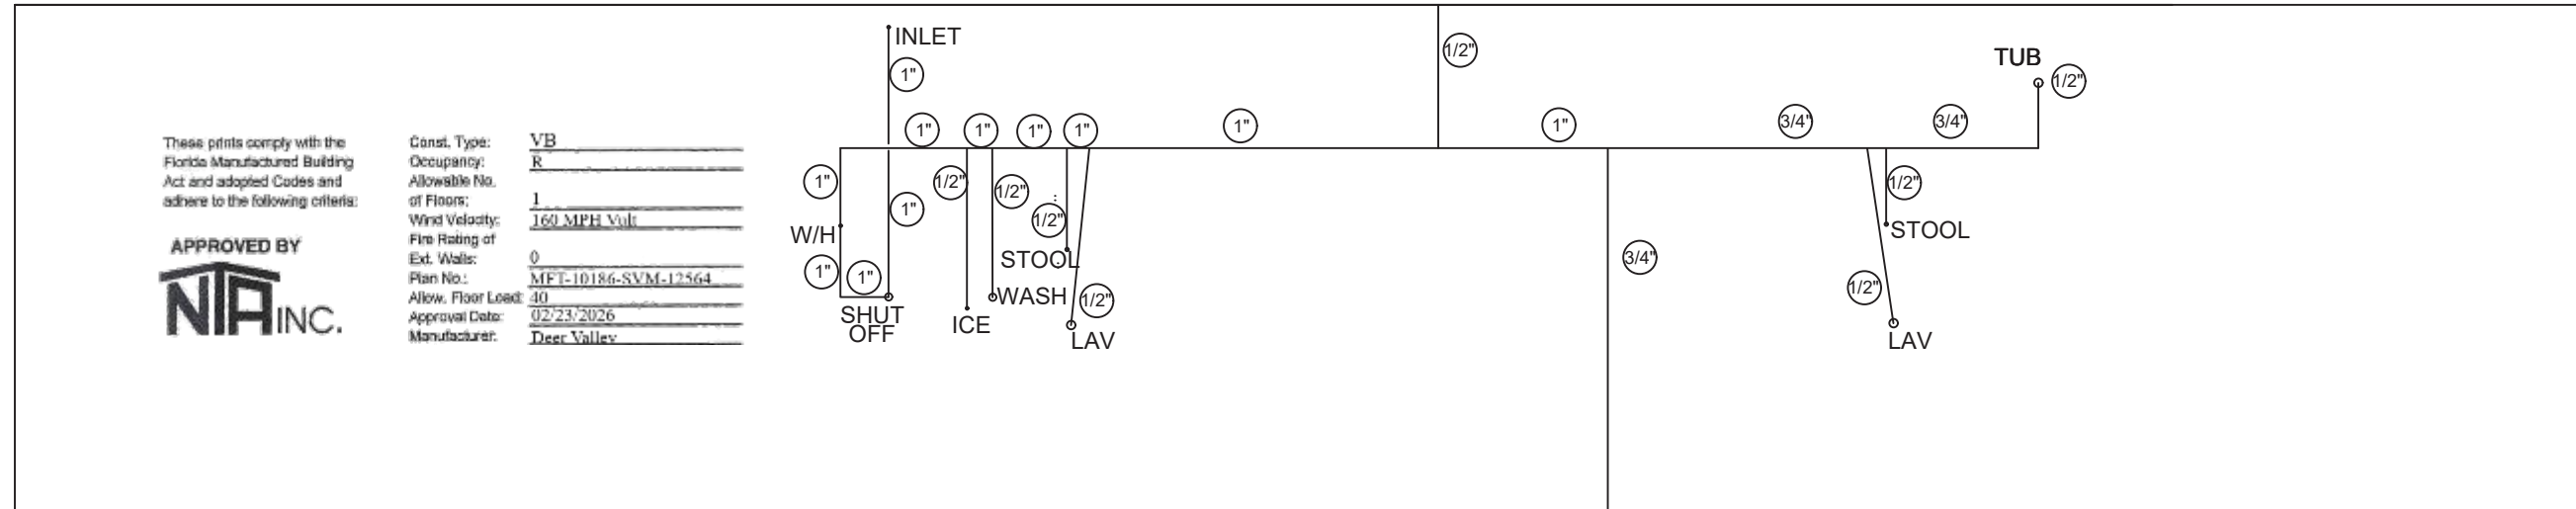 These prints comply with the
Florida Manufactured Building
Act and adopted Codes and
adhere to the following criteria:
APPROVED BY
NTA INC.
Const. Type: VB
Occupancy: R
Allowable No.
of Floors: 1
Wind Velocity: 160 MPH Vult
Fire Rating of
Ext. Walls: 0
Plan No.: MFT-10186-SVM-12564
Allow. Floor Load: 40
Approval Date: 02/23/2026
Manufacturer: Deer Valley
INLET
1"
1"
1"
1"
1"
1"
1/2"
1"
3/4"
3/4"
TUB
1/2"
1"
W/H
1"
1"
1"
SHUT
OFF
1/2"
ICE
1/2"
WASH
1/2"
STOOL
1/2"
LAV
3/4"
1/2"
STOOL
1/2"
LAV